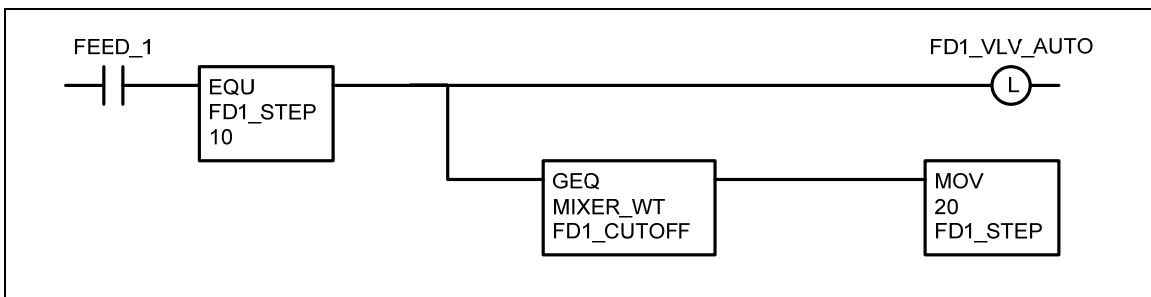 FEED_1
FD1_VLV_AUTO
EQU
FD1_STEP
10
L
GEQ
MIXER_WT
FD1_CUTOFF
MOV
20
FD1_STEP